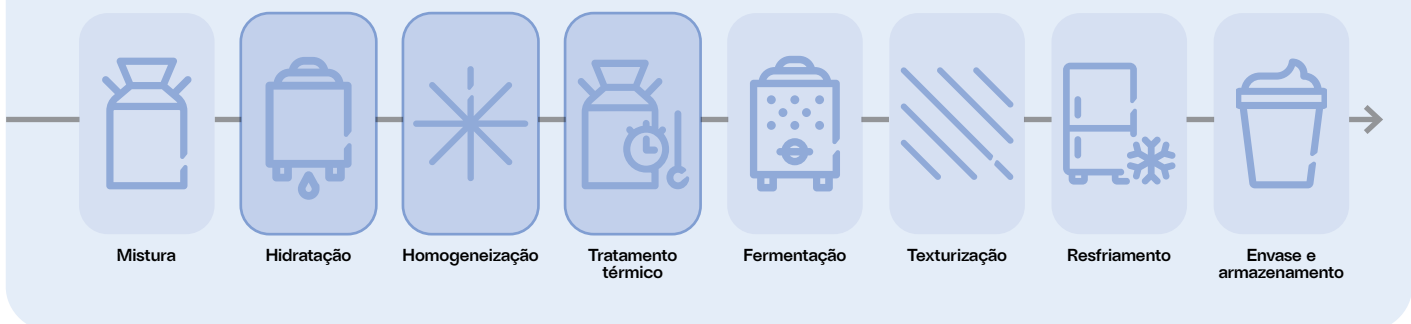 Mistura
Hidratação
Homogeneização
Tratamento
térmico
Fermentação
Texturização
Resfriamento
Envase e
armazenamento